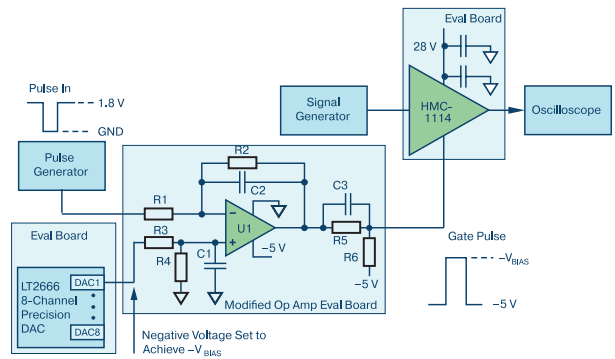 Eval Board
28 V
HMC-
1114
Pulse In
1.8 V
GND
Signal
Generator
Oscilloscope
Pulse
Generator
R2
C2
R1
U1
C3
R5
R6
R3
R4
C1
−5 V
−5 V
Modified Op Amp Eval Board
Eval Board
LT2666
8-Channel
Precision
DAC
DAC1
DAC8
Negative Voltage Set to
Achieve −VBIAS
Gate Pulse
−VBIAS
−5 V